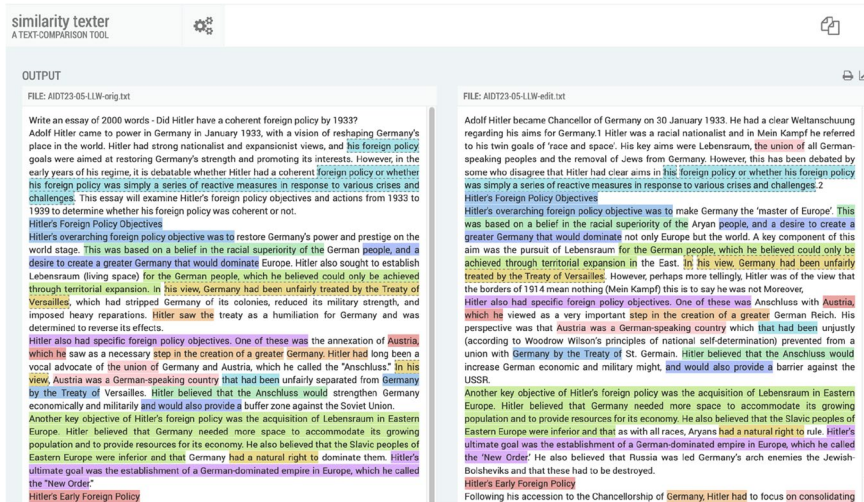 similarity texter
A TEXT-COMPARISON TOOL
OUTPUT
FILE: AIDT23-05-LLW-orig.txt
Write an essay of 2000 words - Did Hitler have a coherent foreign policy by 1933?
Adolf Hitler came to power in Germany in January 1933, with a vision of reshaping Germany's
place in the world. Hitler had strong nationalist and expansionist views, and his foreign policy
goals were aimed at restoring Germany's strength and promoting its interests. However, in the
early years of his regime, it is debatable whether Hitler had a coherent foreign policy or whether
his foreign policy was simply a series of reactive measures in response to various crises and
challenges. This essay will examine Hitler's foreign policy objectives and actions from 1933 to
1939 to determine whether his foreign policy was coherent or not.
Hitler's Foreign Policy Objectives
Hitler's overarching foreign policy objective was to restore Germany's power and prestige on the
world stage. This was based on a belief in the racial superiority of the German people, and a
desire to create a greater Germany that would dominate Europe. Hitler also sought to establish
Lebensraum (living space) for the German people, which he believed could only be achieved
through territorial expansion. In his view, Germany had been unfairly treated by the Treaty of
Versailles, which had stripped Germany of its colonies, reduced its military strength, and
imposed heavy reparations. Hitler saw the treaty as a humiliation for Germany and was
determined to reverse its effects.
Hitler also had specific foreign policy objectives. One of these was the annexation of Austria,
which he saw as a necessary step in the creation of a greater Germany. Hitler had long been a
vocal advocate of the union of Germany and Austria, which he called the "Anschluss." In his
view, Austria was a German-speaking country that had been unfairly separated from Germany
by the Treaty of Versailles. Hitler believed that the Anschluss would strengthen Germany
economically and militarily and would also provide a buffer zone against the Soviet Union.
Another key objective of Hitler's foreign policy was the acquisition of Lebensraum in Eastern
Europe. Hitler believed that Germany needed more space to accommodate its growing
population and to provide resources for its economy. He also believed that the Slavic peoples of
Eastern Europe were inferior and that Germany had a natural right to dominate them. Hitler's
ultimate goal was the establishment of a German-dominated empire in Europe, which he called
the "New Order."
Hitler's Early Foreign Policy
FILE: AIDT23-05-LLW-edit.txt
Adolf Hitler became Chancellor of Germany on 30 January 1933. He had a clear Weltanschuung
regarding his aims for Germany.1 Hitler was a racial nationalist and in Mein Kampf he referred
to his twin goals of 'race and space'. His key aims were Lebensraum, the union of all German-
speaking peoples and the removal of Jews from Germany. However, this has been debated by
some who disagree that Hitler had clear aims in his foreign policy or whether his foreign policy
was simply a series of reactive measures in response to various crises and challenges.2
Hitler's Foreign Policy Objectives
Hitler's overarching foreign policy objective was to make Germany the 'master of Europe'. This
was based on a belief in the racial superiority of the Aryan people, and a desire to create a
greater Germany that would dominate not only Europe but the world. A key component of this
aim was the pursuit of Lebensraum for the German people, which he believed could only be
achieved through territorial expansion in the East. In his view, Germany had been unfairly
treated by the Treaty of Versailles. However, perhaps more tellingly, Hitler was of the view that
the borders of 1914 mean nothing (Mein Kampf) this is to say he was not Moreover,
Hitler also had specific foreign policy objectives. One of these was Anschluss with Austria,
which he viewed as a very important step in the creation of a greater German Reich. His
perspective was that Austria was a German-speaking country which that had been unjustly
(according to Woodrow Wilson's principles of national self-determination) prevented from a
union with Germany by the Treaty of St. Germain. Hitler believed that the Anschluss would
increase German economic and military might, and would also provide a barrier against the
USSR.
Another key objective of Hitler's foreign policy was the acquisition of Lebensraum in Eastern
Europe. Hitler believed that Germany needed more space to accommodate its growing
population and to provide resources for its economy. He also believed that the Slavic peoples of
Eastern Europe were inferior and that as with all races, Aryans had a natural right to rule. Hitler's
ultimate goal was the establishment of a German-dominated empire in Europe, which he called
the 'New Order.' He also believed that Russia was led Germany's arch enemies the Jewish-
Bolsheviks and that these had to be destroyed.
Hitler's Early Foreign Policy
Following his accession to the Chancellorship of Germany, Hitler had to focus on consolidating